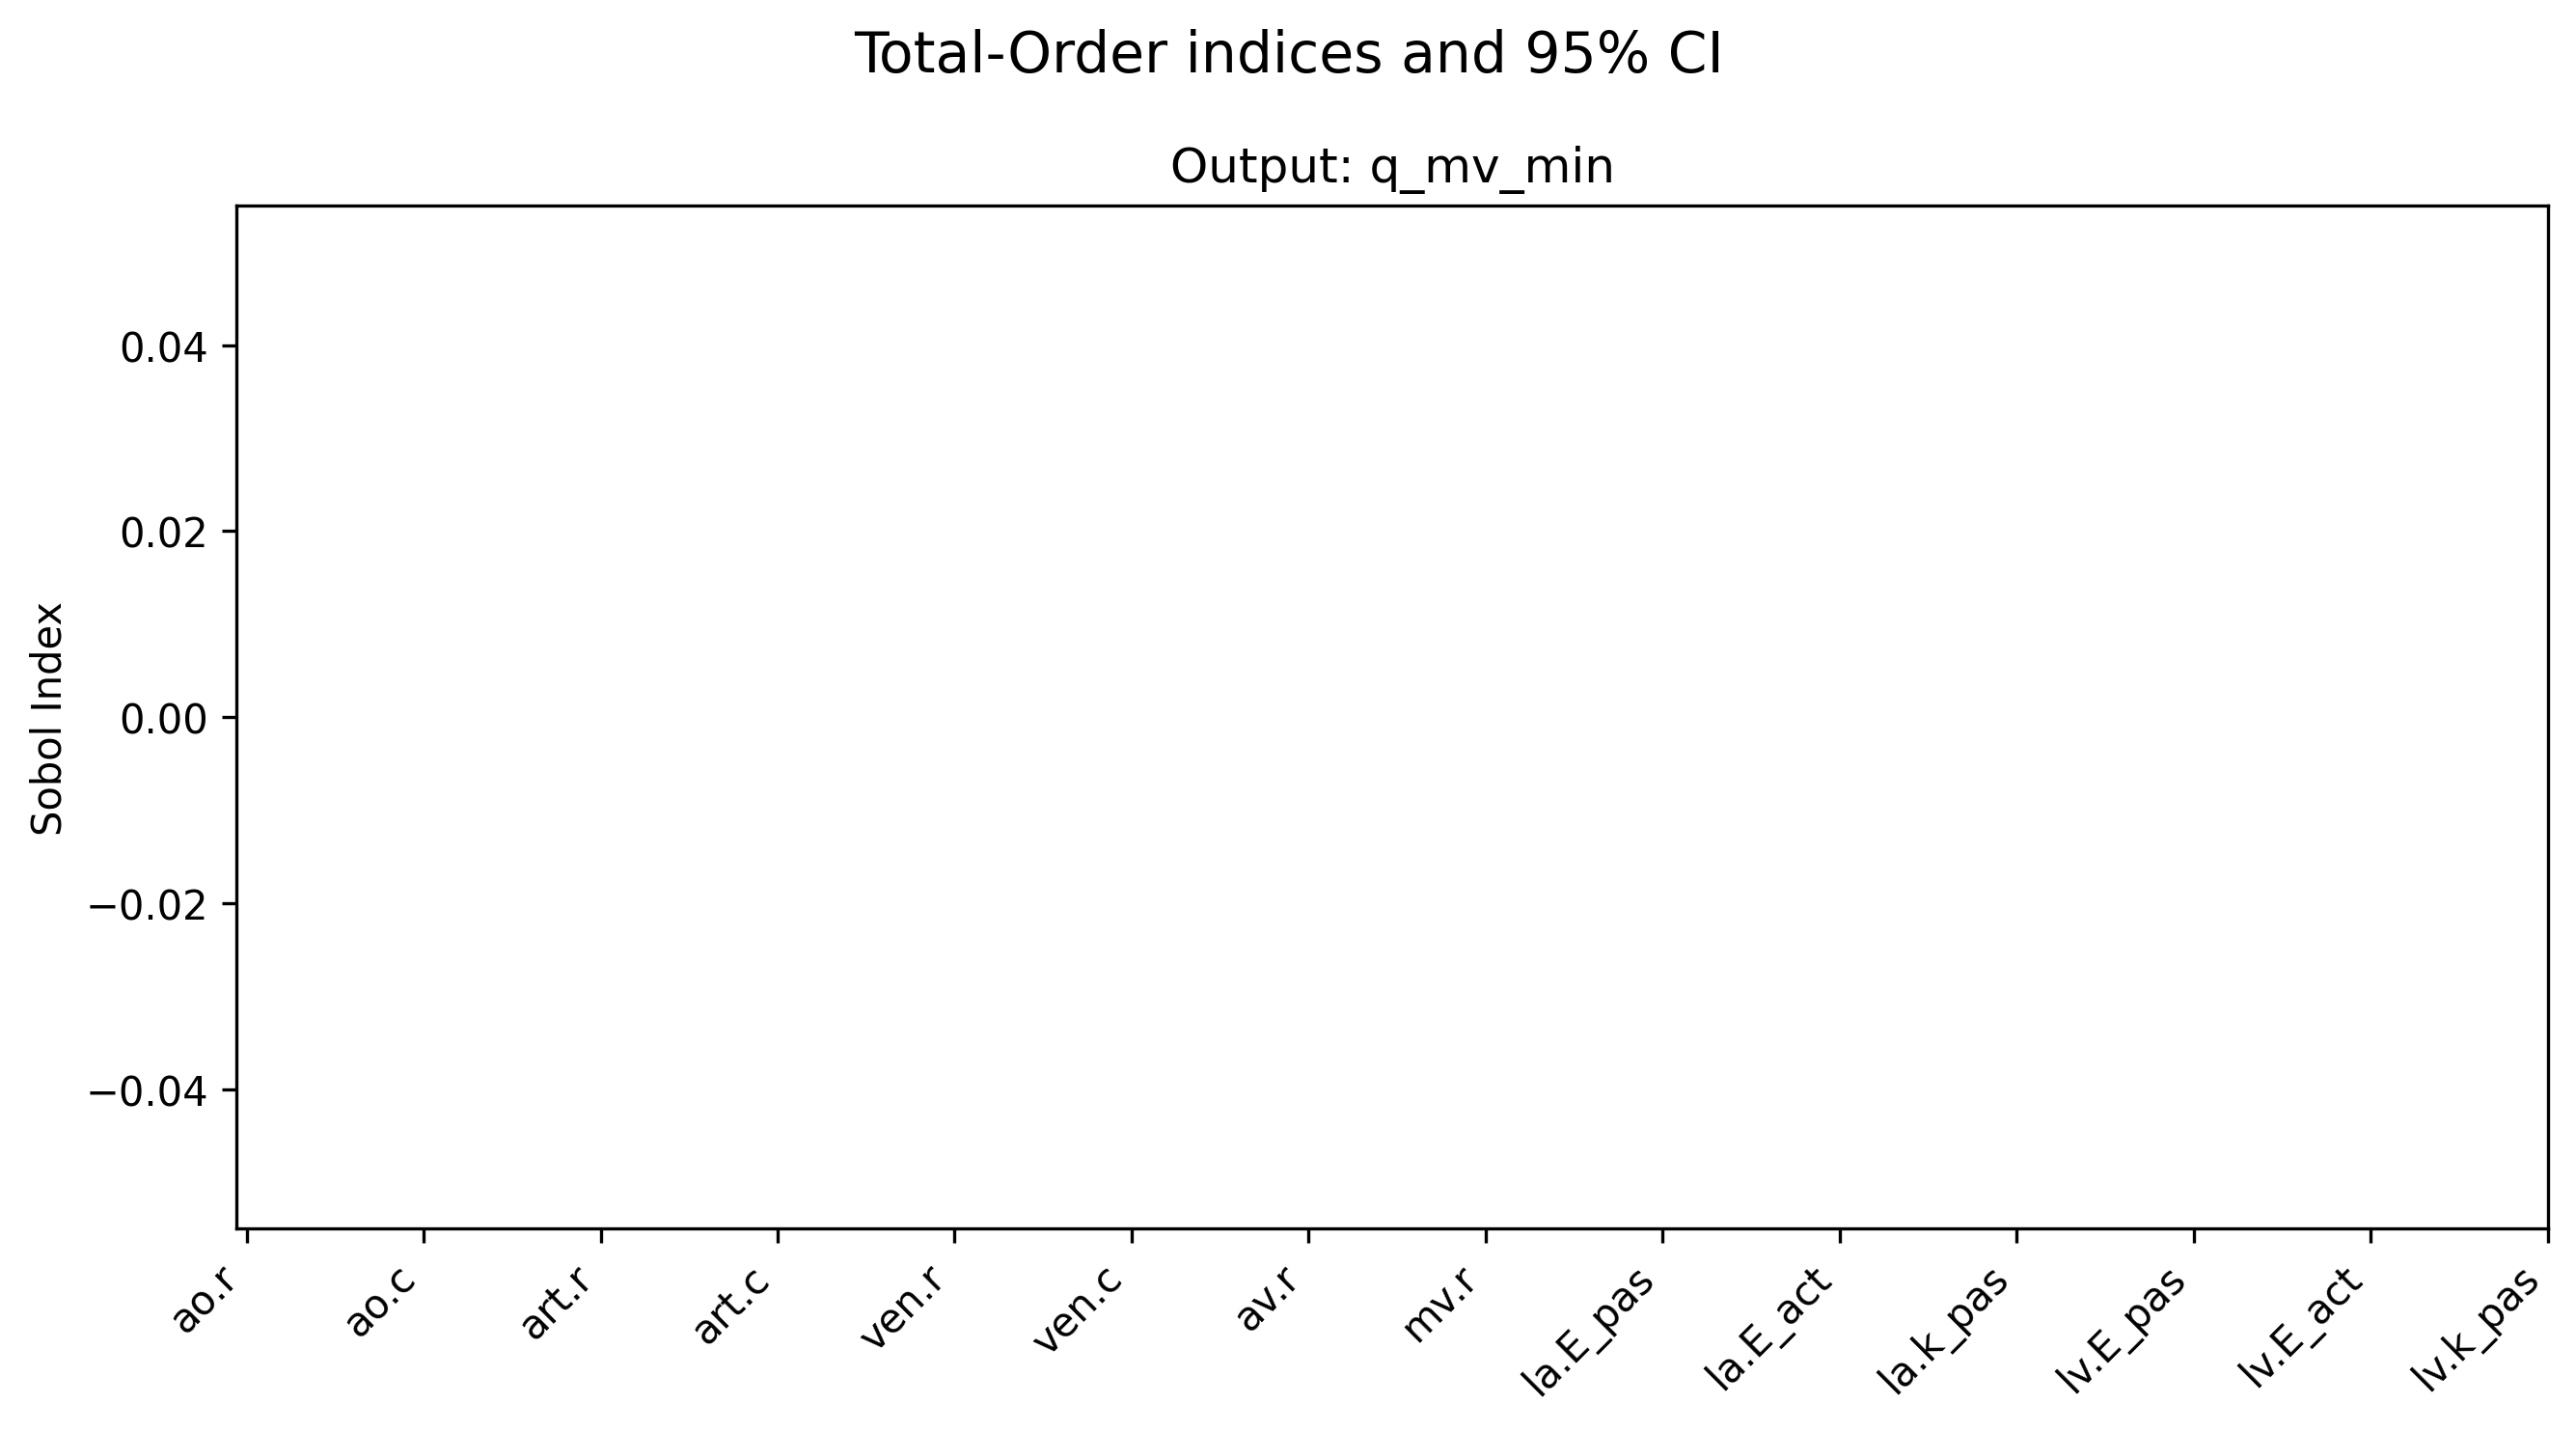 Total-Order indices and 95% CI
Output: q_mv_min
Sobol Index
0.04
0.02
0.00
−0.02
−0.04
ao.r
ao.c
art.r
art.c
ven.r
ven.c
av.r
mv.r
la.E_pas
la.E_act
la.k_pas
lv.E_pas
lv.E_act
lv.k_pas